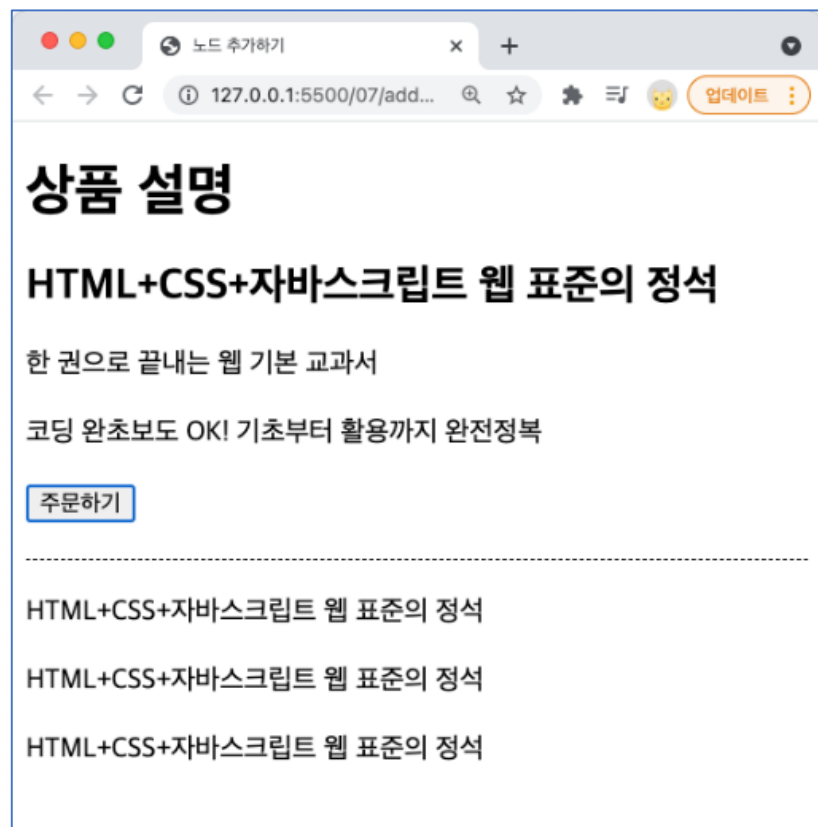 노드 추가하기
127.0.0.1:5500/07/add...
업데이트
상품 설명
HTML+CSS+자바스크립트 웹 표준의 정석
한 권으로 끝내는 웹 기본 교과서
코딩 완초보도 OK! 기초부터 활용까지 완전정복
주문하기
HTML+CSS+자바스크립트 웹 표준의 정석
HTML+CSS+자바스크립트 웹 표준의 정석
HTML+CSS+자바스크립트 웹 표준의 정석